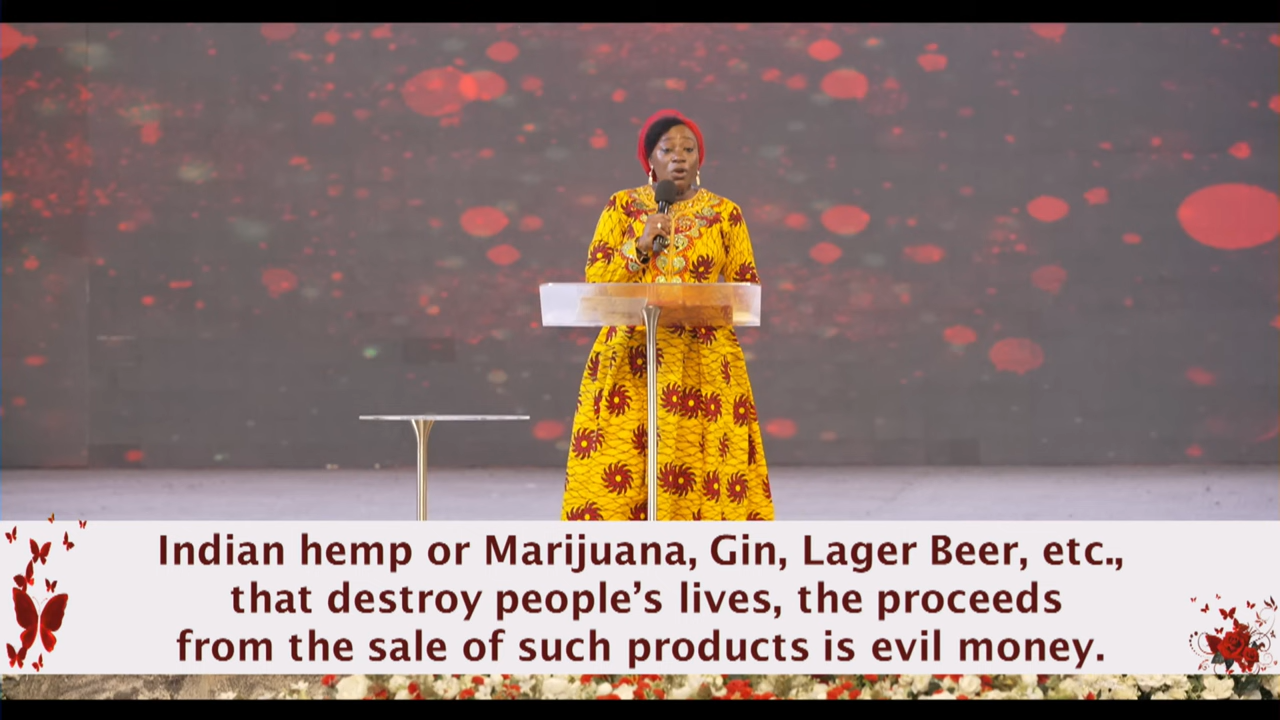 Indian hemp or Marijuana, Gin, Lager Beer, etc.,
that destroy people’s lives, the proceeds
from the sale of such products is evil money.